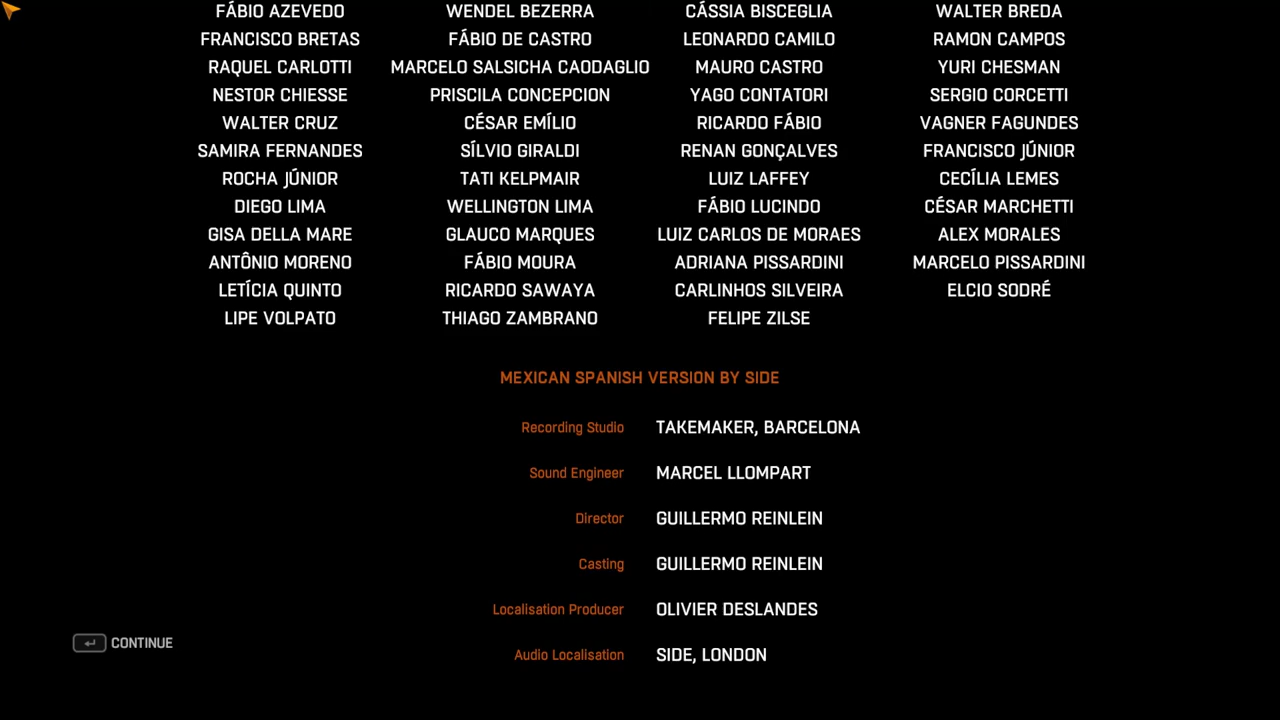 FÁBIO AZEVEDO WENDEL BEZERRA CÁSSIA BISCEGLIA WALTER BREDA
FRANCISCO BRETAS FÁBIO DE CASTRO LEONARDO CAMILO RAMON CAMPOS
RAQUEL CARLOTTI MARCELO SALSICHA CAODAGLIO MAURO CASTRO YURI CHESMAN
NESTOR CHIESSE PRISCILA CONCEPCION YAGO CONTATORI SERGIO CORCETTI
WALTER CRUZ CÉSAR EMÍLIO RICARDO FÁBIO VAGNER FAGUNDES
SAMIRA FERNANDES SÍLVIO GIRALDI RENAN GONÇALVES FRANCISCO JÚNIOR
ROCHA JÚNIOR TATI KELPMAIR LUIZ LAFFEY CECÍLIA LEMES
DIEGO LIMA WELLINGTON LIMA FÁBIO LUCINDO CÉSAR MARCHETTI
GISA DELLA MARE GLAUCO MARQUES LUIZ CARLOS DE MORAES ALEX MORALES
ANTÔNIO MORENO FÁBIO MOURA ADRIANA PISSARDINI MARCELO PISSARDINI
LETÍCIA QUINTO RICARDO SAWAYA CARLINHOS SILVEIRA ELCIO SODRÉ
LIPE VOLPATO THIAGO ZAMBRANO FELIPE ZILSE
MEXICAN SPANISH VERSION BY SIDE
Recording Studio TAKEMAKER, BARCELONA
Sound Engineer MARCEL LLOMPART
Director GUILLERMO REINLEIN
Casting GUILLERMO REINLEIN
Localisation Producer OLIVIER DESLANDES
CONTINUE
Audio Localisation SIDE, LONDON